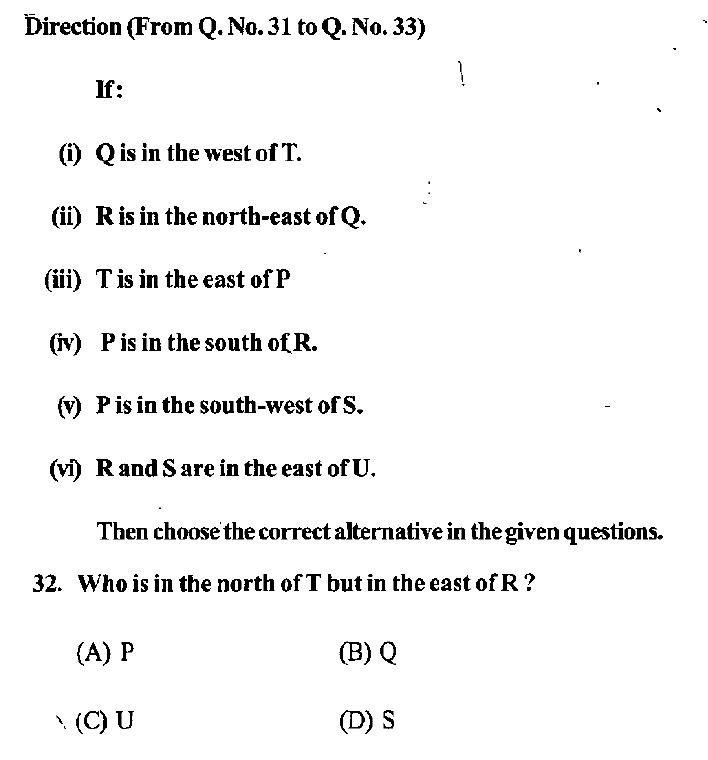 Direction (From Q. No. 31 to Q. No. 33)
If:
(i) Q is in the west of T.
(ii) R is in the north-east of Q.
(iii) T is in the east of P
(iv) P is in the south of R.
(v) P is in the south-west of S.
(vi) R and S are in the east of U.
Then choose the correct alternative in the given questions.
32. Who is in the north of T but in the east of R ?
(A) P (B) Q
(C) U (D) S